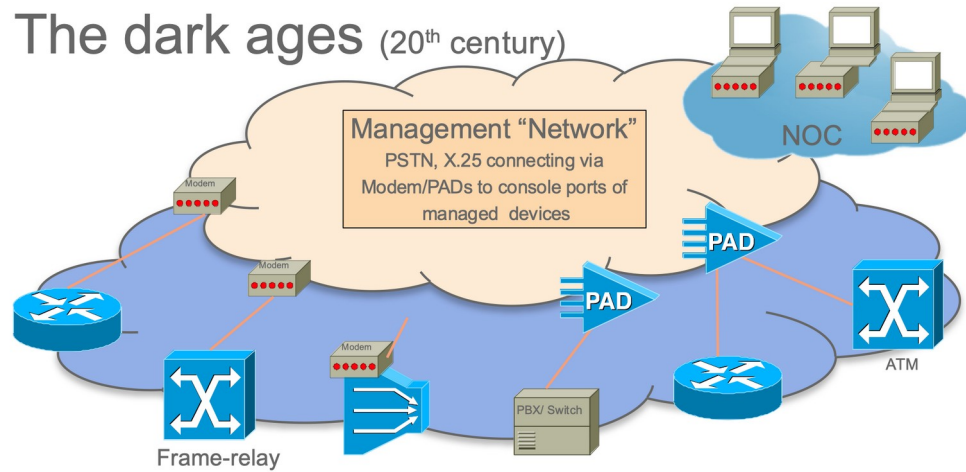 The dark ages (20th century)
NOC
Management “Network”
PSTN, X.25 connecting via
Modem/PADs to console ports of
managed devices
Modem
PAD
Modem
PAD
Modem
ATM
PBX/ Switch
Frame-relay